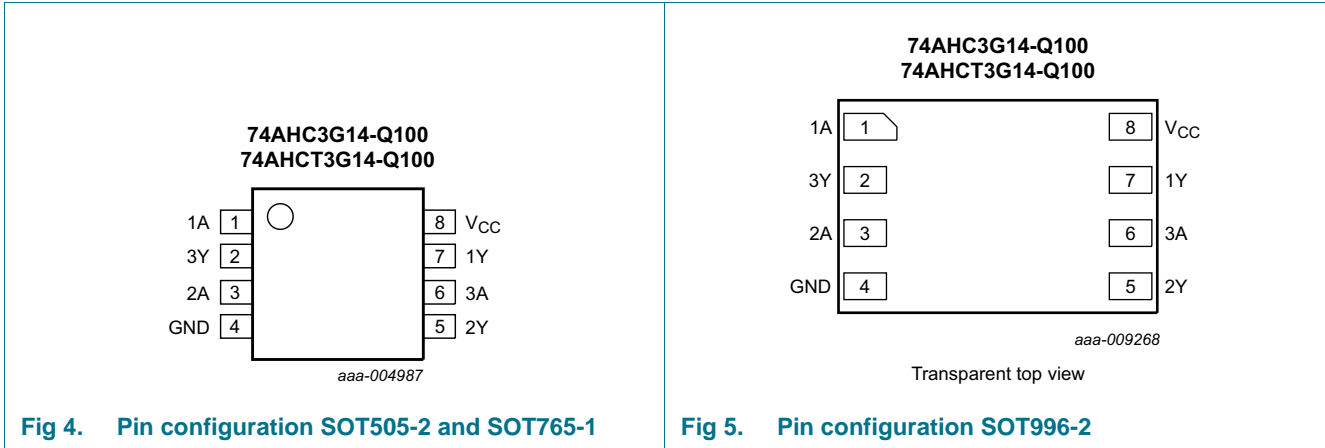 74AHC3G14-Q100
74AHCT3G14-Q100
1A 1 8 VCC
3Y 2 7 1Y
2A 3 6 3A
GND 4 5 2Y
aaa-004987
Fig 4. Pin configuration SOT505-2 and SOT765-1
74AHC3G14-Q100
74AHCT3G14-Q100
1A 1 8 VCC
3Y 2 7 1Y
2A 3 6 3A
GND 4 5 2Y
aaa-009268
Transparent top view
Fig 5. Pin configuration SOT996-2